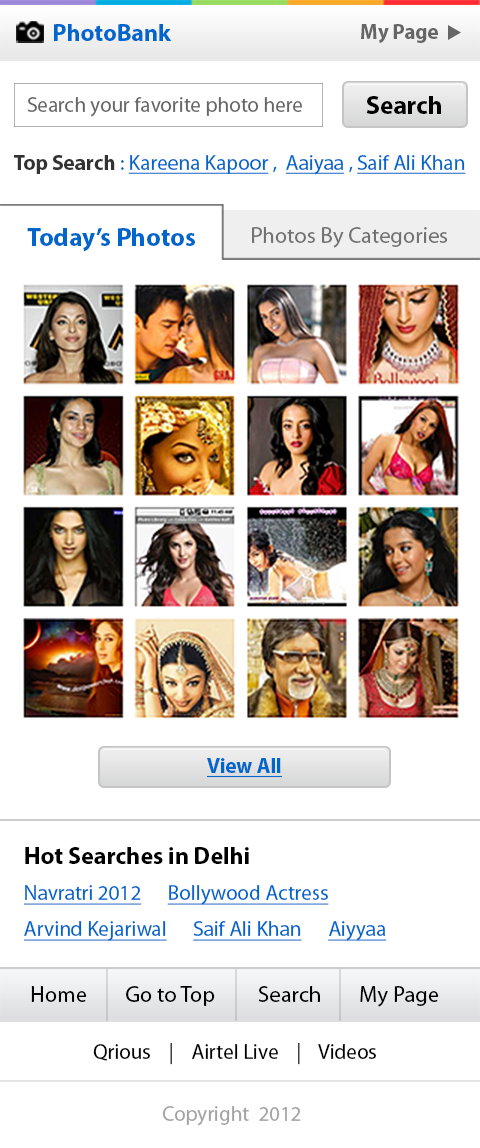 PhotoBank
My Page
Search your favorite photo here
Search
Top Search : Kareena Kapoor , Aaiyaa , Saif Ali Khan
Today's Photos
Photos By Categories
Bollywood
View All
Hot Searches in Delhi
Navratri 2012 Bollywood Actress
Arvind Kejariwal Saif Ali Khan Aiyyaa
Home Go to Top Search My Page
Qrious | Airtel Live | Videos
Copyright 2012